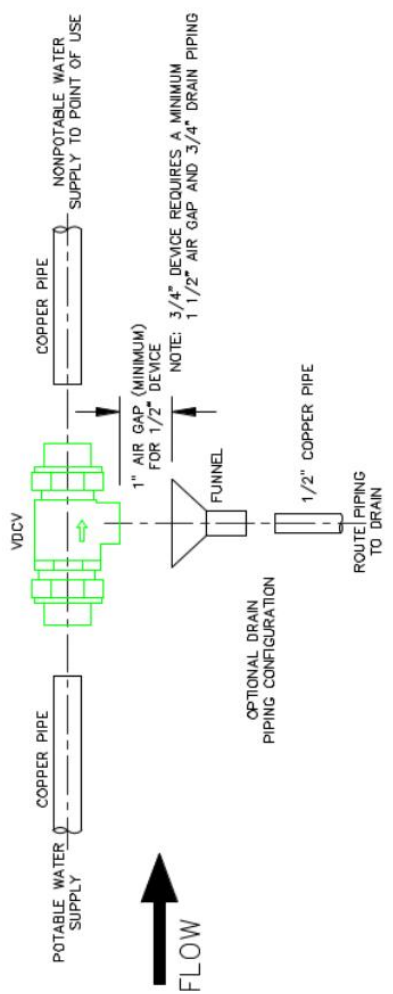 VDCV
POTABLE WATER
SUPPLY
COPPER PIPE
COPPER PIPE
NONPOTABLE WATER
SUPPLY TO POINT OF USE
FLOW
1" AIR GAP (MINIMUM)
FOR 1/2" DEVICE
NOTE: 3/4" DEVICE REQUIRES A MINIMUM
1 1/2" AIR GAP AND 3/4" DRAIN PIPING
FUNNEL
OPTIONAL DRAIN
PIPING CONFIGURATION
1/2" COPPER PIPE
ROUTE PIPING
TO DRAIN